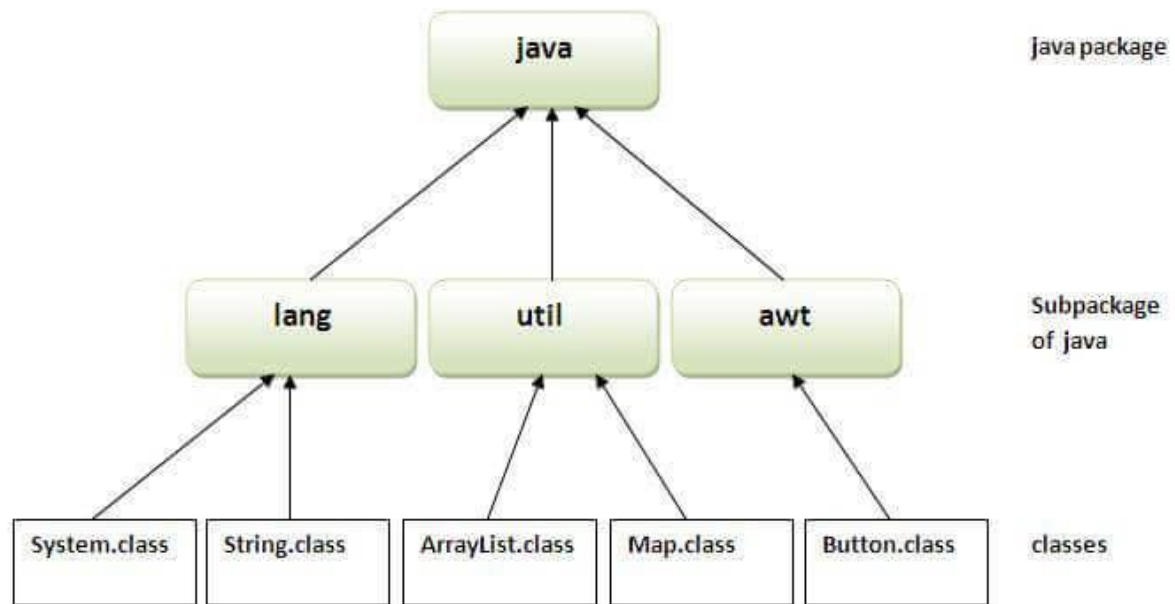 java
java package
lang
util
awt
Subpackage
of java
System.class
String.class
ArrayList.class
Map.class
Button.class
classes